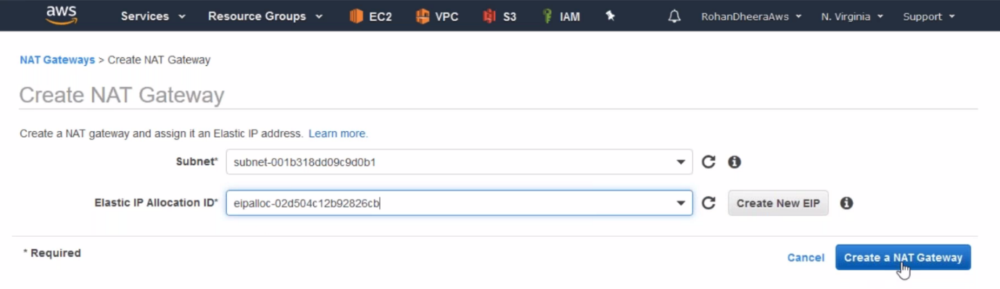 aws Services Resource Groups EC2 VPC S3 IAM RohanDheeraAws N. Virginia Support
NAT Gateways > Create NAT Gateway
Create NAT Gateway
Create a NAT gateway and assign it an Elastic IP address. Learn more.
Subnet* subnet-001b318dd09c9d0b1
Elastic IP Allocation ID* eipalloc-02d504c12b92826cb Create New EIP
* Required
Cancel Create a NAT Gateway